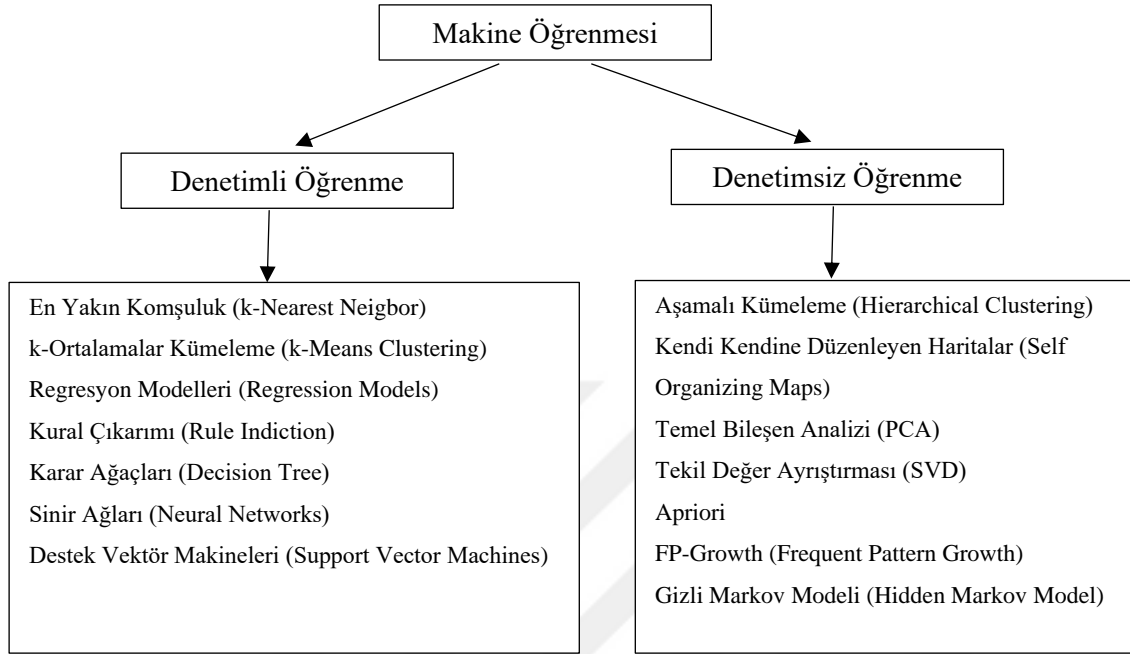 Makine Öğrenmesi
Denetimli Öğrenme
Denetimsiz Öğrenme
En Yakın Komşuluk (k-Nearest Neigbor)
k-Ortalamalar Kümeleme (k-Means Clustering)
Regresyon Modelleri (Regression Models)
Kural Çıkarımı (Rule Indiction)
Karar Ağaçları (Decision Tree)
Sinir Ağları (Neural Networks)
Destek Vektör Makineleri (Support Vector Machines)
Aşamalı Kümeleme (Hierarchical Clustering)
Kendi Kendine Düzenleyen Haritalar (Self
Organizing Maps)
Temel Bileşen Analizi (PCA)
Tekil Değer Ayrıştırması (SVD)
Apriori
FP-Growth (Frequent Pattern Growth)
Gizli Markov Modeli (Hidden Markov Model)